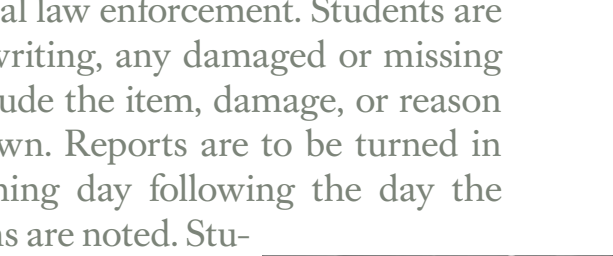 al law enforcement. Students are
writing, any damaged or missing
ude the item, damage, or reason
wn. Reports are to be turned in
ning day following the day the
ns are noted. Stu-